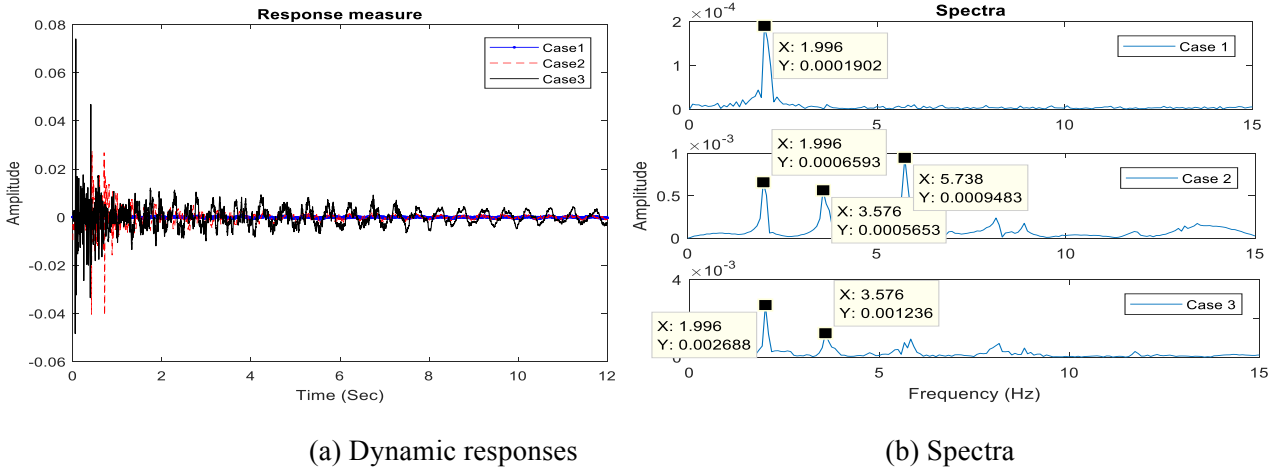 Response measure
0.08
0.06
0.04
0.02
0
-0.02
-0.04
-0.06
Amplitude
Case1
Case2
Case3
0 2 4 6 8 10 12
Time (Sec)
(a) Dynamic responses
Spectra
×10⁻⁴
2
1
0
X: 1.996
Y: 0.0001902
Case 1
0 5 10 15
×10⁻³
1
0.5
0
Amplitude
X: 1.996
Y: 0.0006593
X: 3.576
Y: 0.0005653
X: 5.738
Y: 0.0009483
Case 2
0 5 10 15
×10⁻³
4
0
X: 1.996
Y: 0.002688
X: 3.576
Y: 0.001236
Case 3
5 10 15
Frequency (Hz)
(b) Spectra